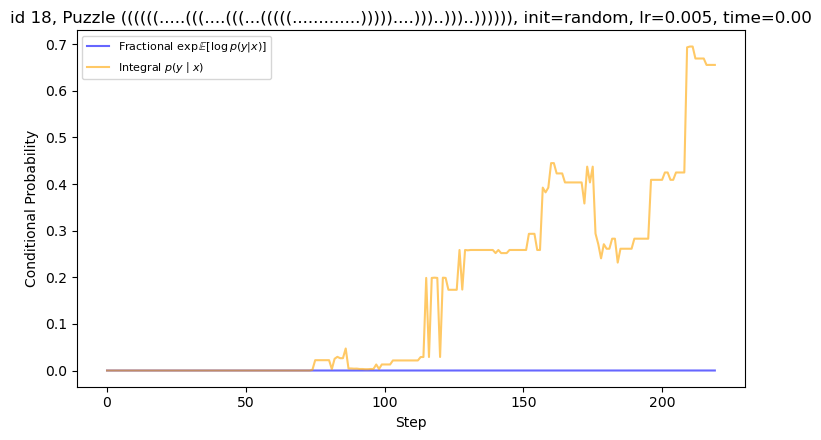 id 18, Puzzle ((((((.....(((....(((...(((((.............)))))....)))..)))..)))))), init=random, lr=0.005, time=0.00
Fractional exp𝔼[log p(y|x)]
Integral p(y | x)
0.7
0.6
0.5
0.4
0.3
0.2
0.1
0.0
Conditional Probability
0 50 100 150 200
Step